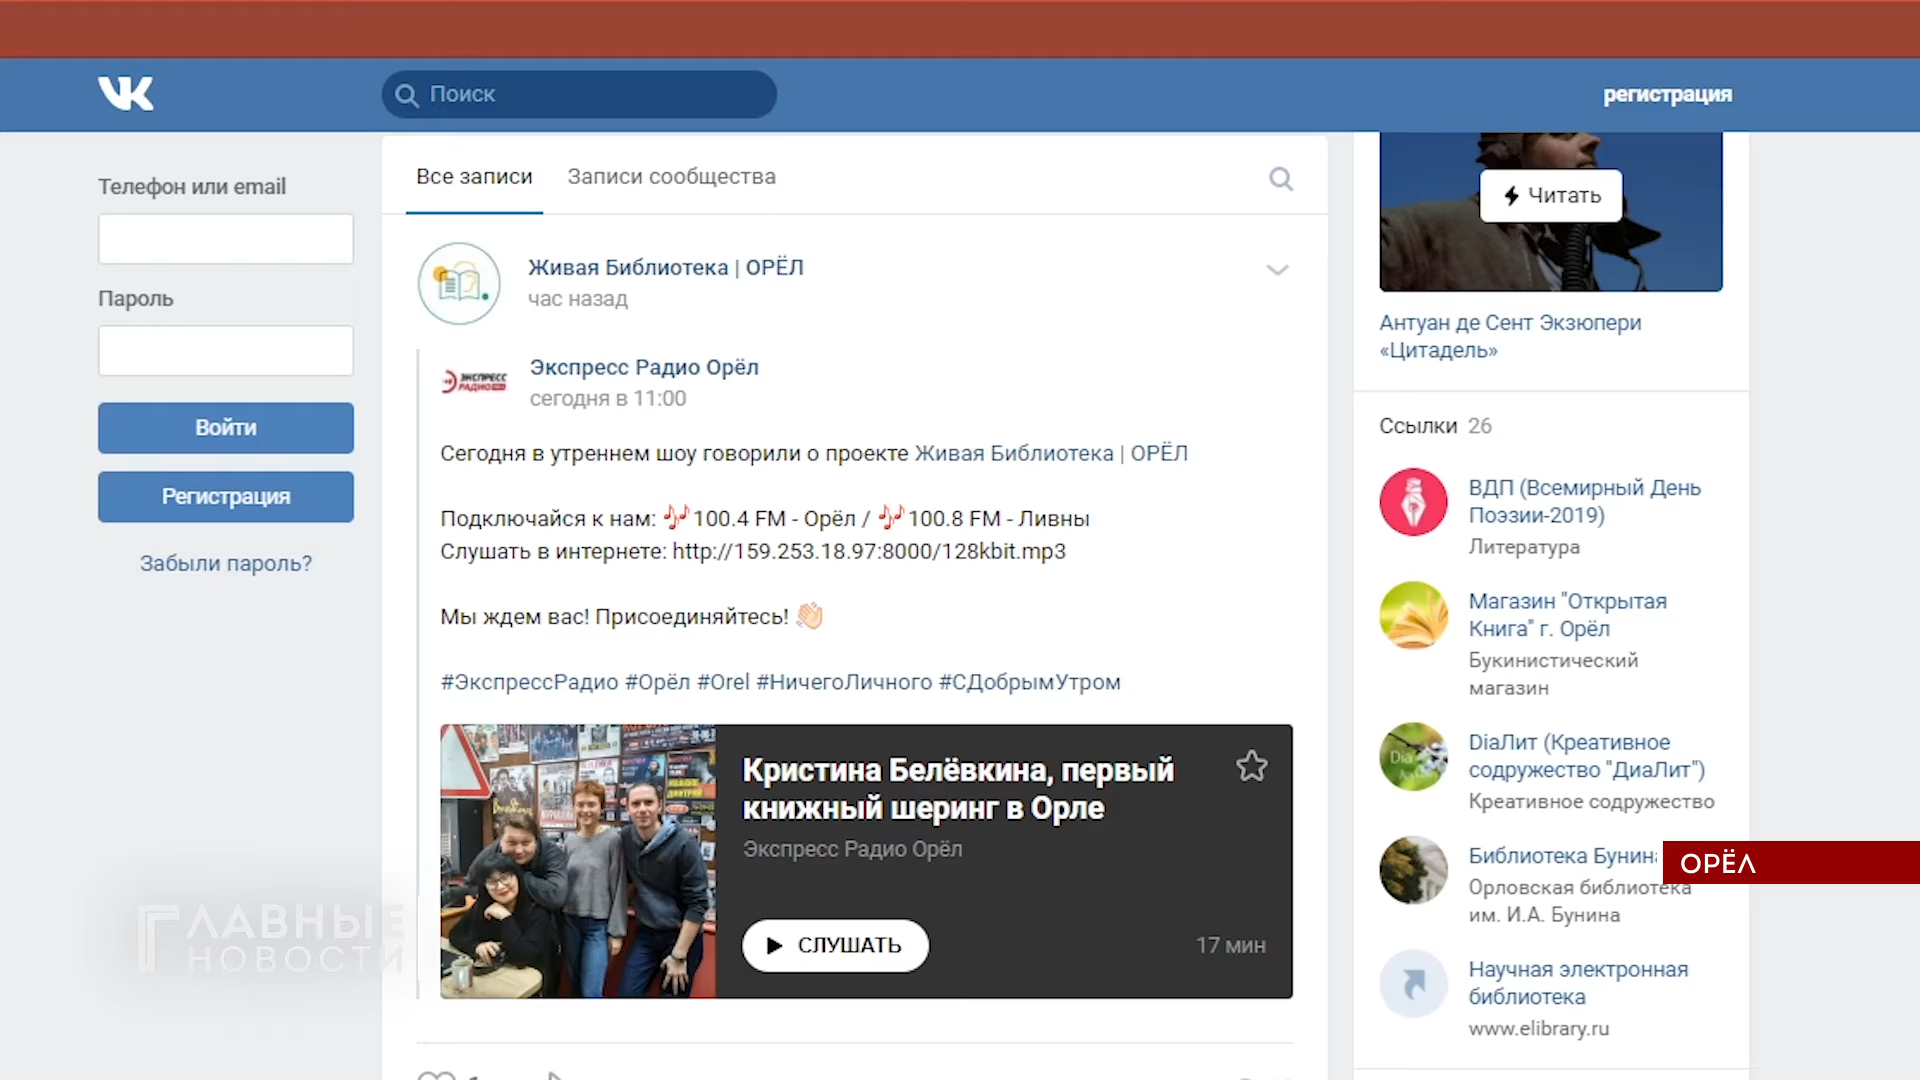 VK
Поиск
регистрация
Телефон или email
Пароль
Войти
Регистрация
Забыли пароль?
Все записи
Записи сообщества
Живая Библиотека | ОРЁЛ
час назад
ЭКСПРЕСС
РАДИО
Экспресс Радио Орёл
сегодня в 11:00
Сегодня в утреннем шоу говорили о проекте Живая Библиотека | ОРЁЛ
Подключайся к нам: 🎶100.4 FM - Орёл / 🎶100.8 FM - Ливны
Слушать в интернете: http://159.253.18.97:8000/128kbit.mp3
Мы ждем вас! Присоединяйтесь! 👋
#ЭкспрессРадио #Орёл #Orel #НичегоЛичного #СДобрымУтром
Кристина Белёвкина, первый
книжный шеринг в Орле
Экспресс Радио Орёл
СЛУШАТЬ
17 мин
Читать
Антуан де Сент Экзюпери
«Цитадель»
Ссылки 26
ВДП (Всемирный День
Поэзии-2019)
Литература
Магазин "Открытая
Книга" г. Орёл
Букинистический
магазин
DiaЛит (Креативное
содружество "ДиаЛит")
Креативное содружество
Библиотека Бунина
Орловская библиотека
им. И.А. Бунина
Научная электронная
библиотека
www.elibrary.ru
ОРЁЛ
ГЛАВНЫЕ
НОВОСТИ